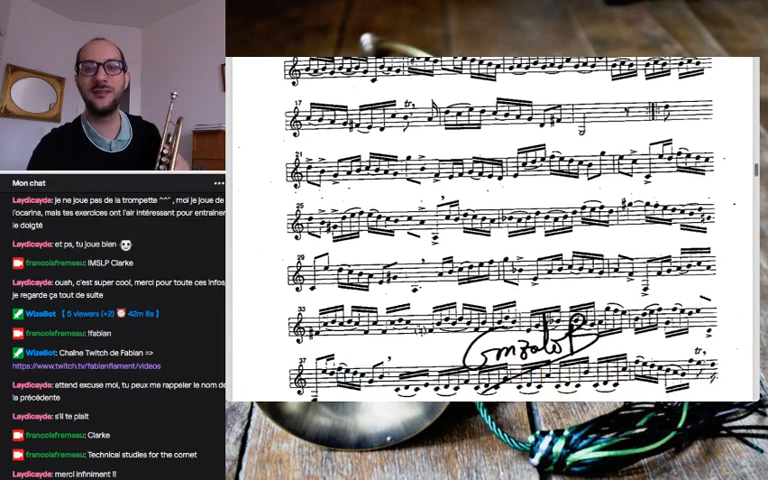 Mon chat
Laydicayde: je ne joue pas de la trompette ^^' , moi je joue de
l'ocarina, mais tes exercices ont l'air intéressant pour entrainer
le doigté
Laydicayde: et ps, tu joue bien
francoisfremeau: !IMSLP Clarke
Laydicayde: ouah, c'est super cool, merci pour toute ces infos,
je regarde ça tout de suite
WizeBot: 【 5 viewers (+2) 42m 8s 】
francoisfremeau: !fabian
WizeBot: Chaîne Twitch de Fabian =>
https://www.twitch.tv/fabianflament/videos
Laydicayde: attend excuse moi, tu peux me rappeler le nom de
la précédente
Laydicayde: s'il te plait
francoisfremeau: Clarke
francoisfremeau: Technical studies for the cornet
Laydicayde: merci infiniment !!
17
tr
21
25
29
33
Gonzalo B
37
tr